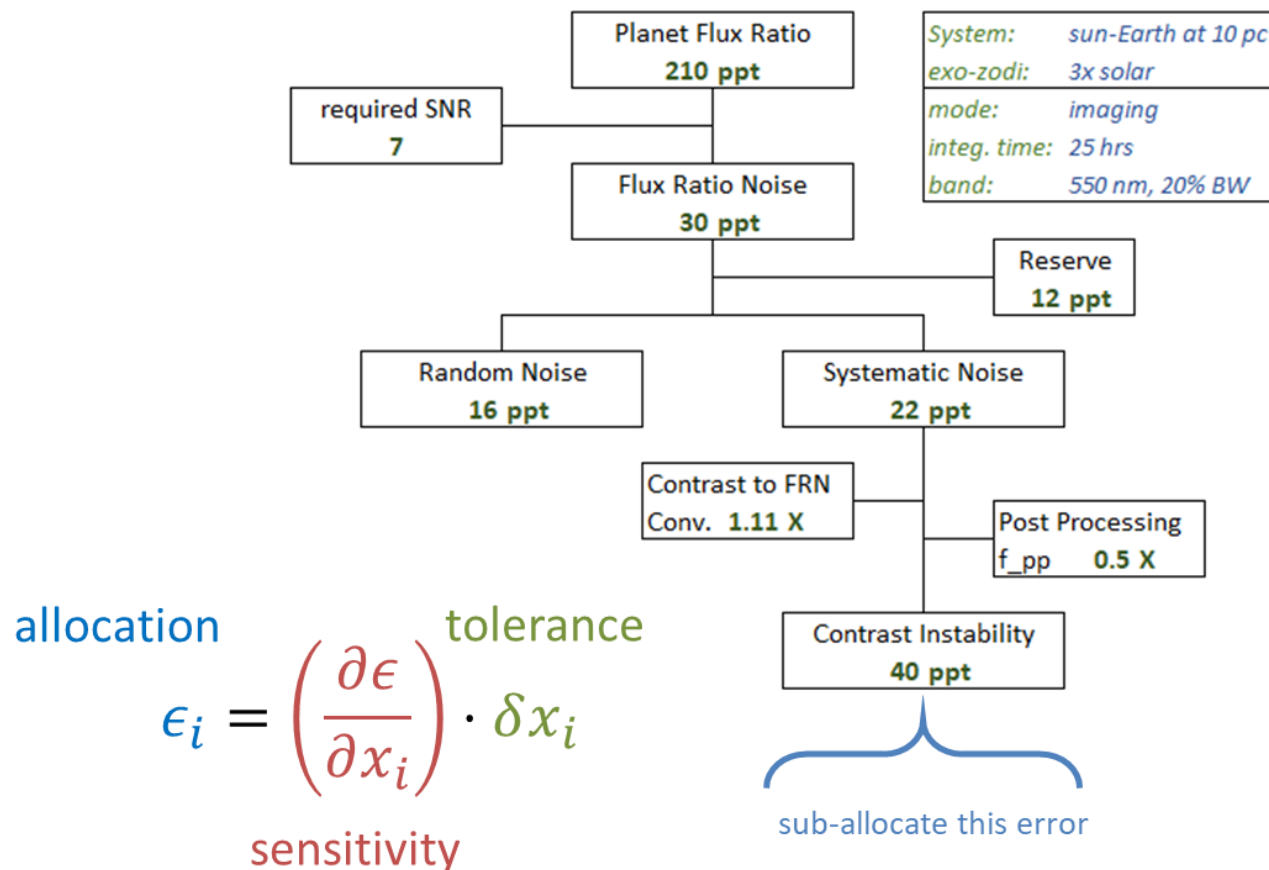 Planet Flux Ratio
210 ppt
System: sun-Earth at 10 pc
exo-zodi: 3x solar
mode: imaging
integ. time: 25 hrs
band: 550 nm, 20% BW
required SNR
7
Flux Ratio Noise
30 ppt
Reserve
12 ppt
Random Noise
16 ppt
Systematic Noise
22 ppt
Contrast to FRN
Conv. 1.11 X
Post Processing
f_pp 0.5 X
Contrast Instability
40 ppt
sub-allocate this error
allocation
tolerance
ϵᵢ = (∂ϵ/∂xᵢ) · δxᵢ
sensitivity